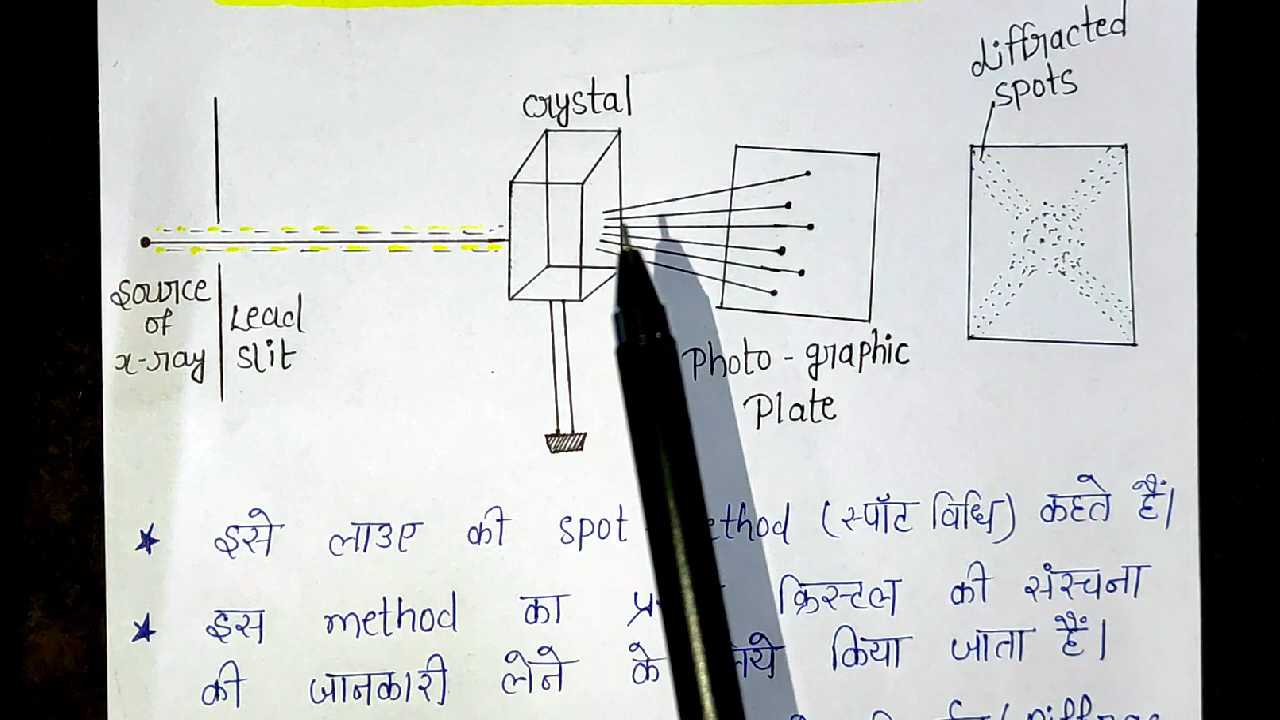 diffracted
spots
crystal
source
of
x-ray
Lead
slit
Photo-graphic
Plate
★ इसे लाउए की spot (स्पॉट विधि) कहते हैं।
★ इस method का क्रिस्टल की संरचना
की जानकारी लेने के किया जाता हैं।